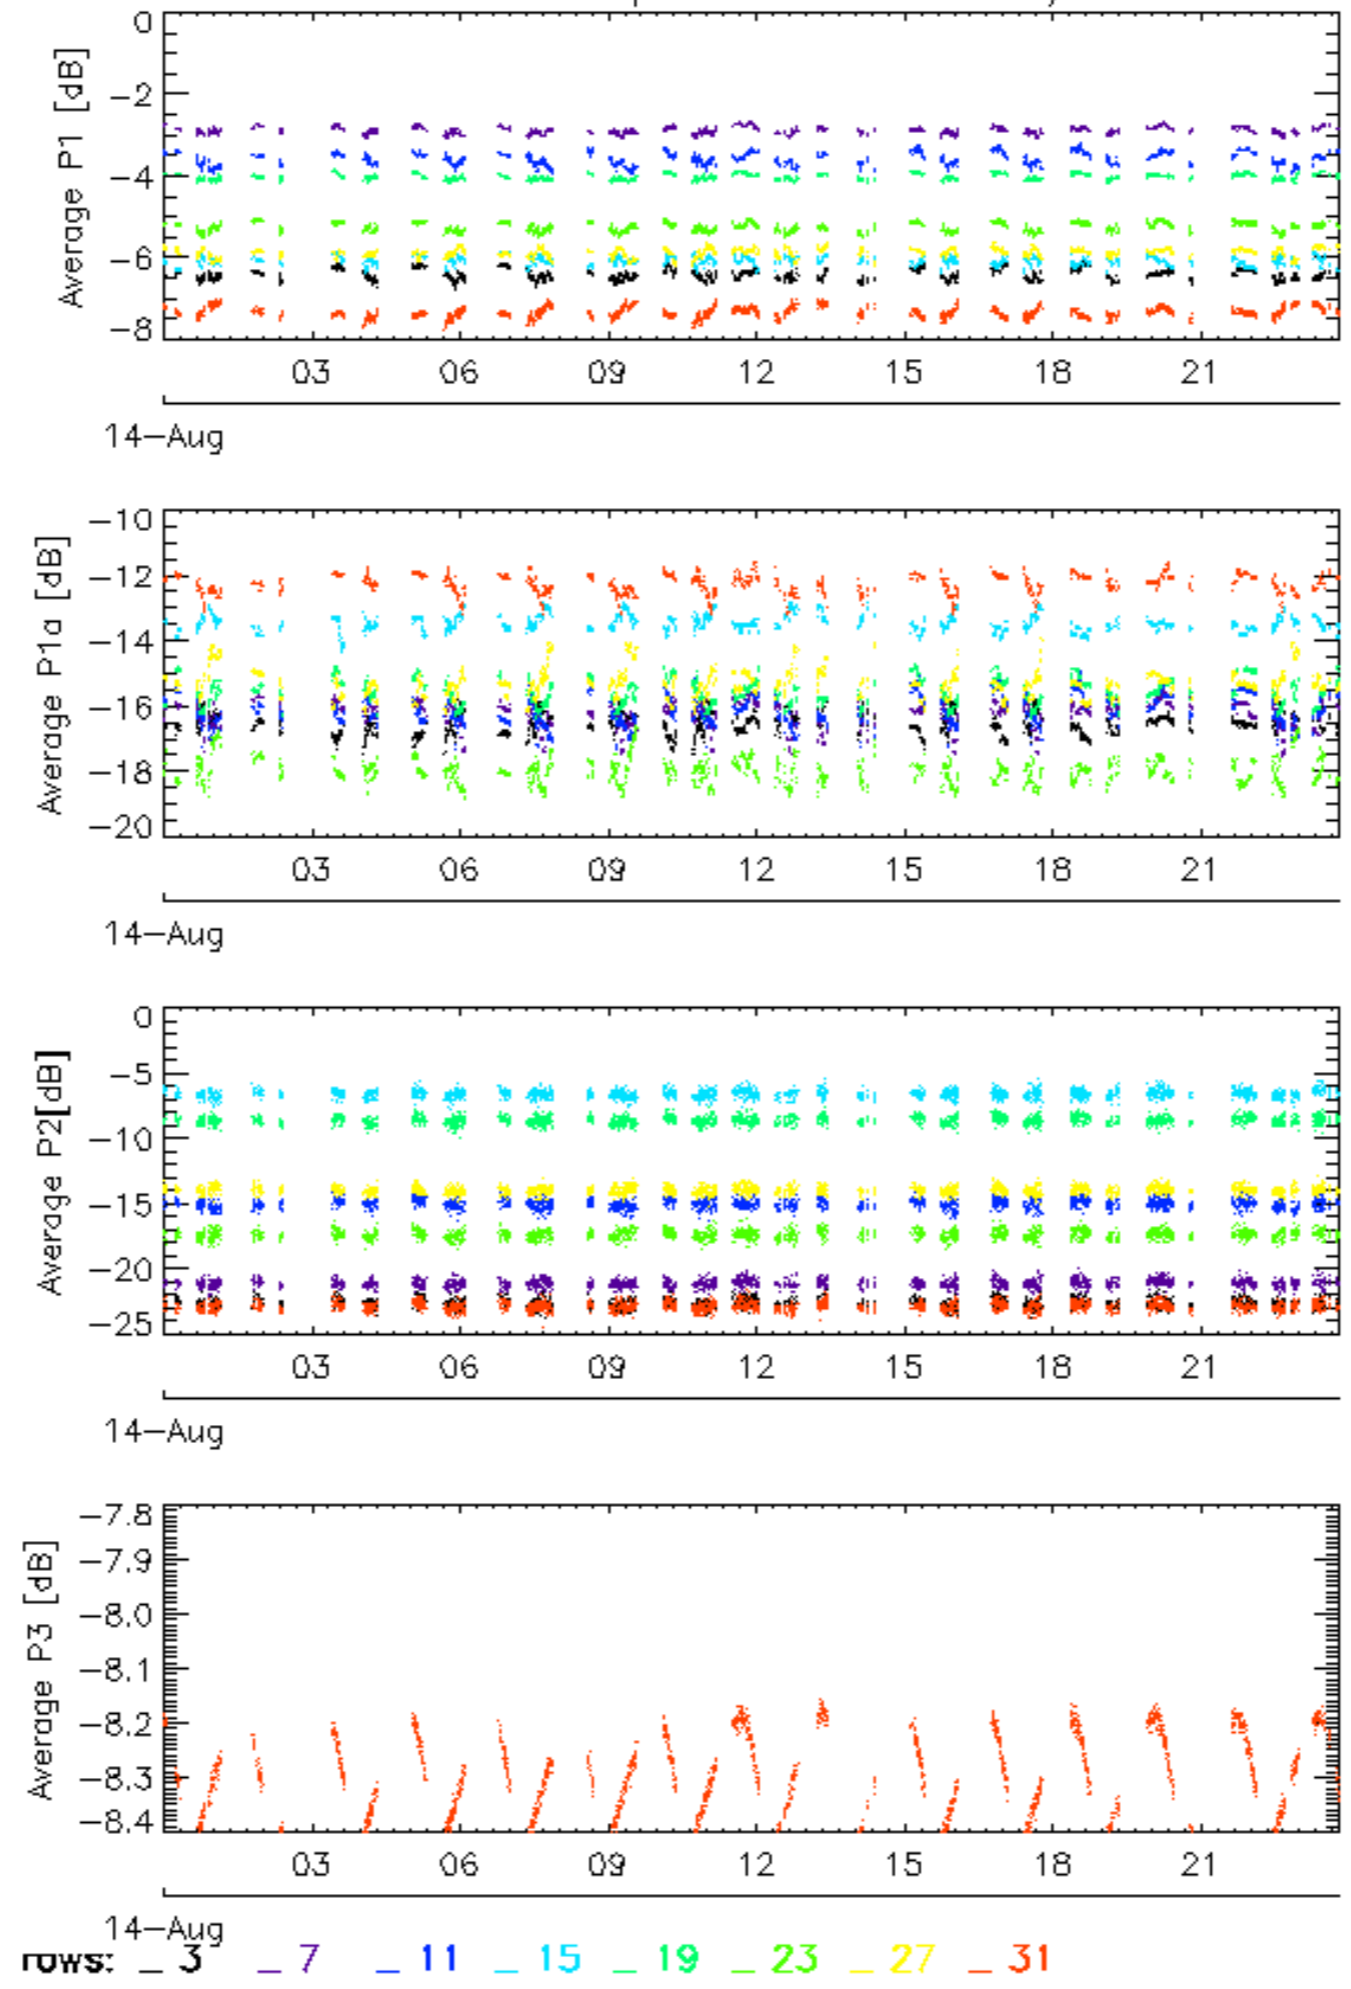 Average P1 [dB]
0
−2
−4
−6
−8
03 06 09 12 15 18 21
14−Aug
Average P1a [dB]
−10
−12
−14
−16
−18
−20
03 06 09 12 15 18 21
14−Aug
Average P2[dB]
0
−5
−10
−15
−20
−25
03 06 09 12 15 18 21
14−Aug
Average P3 [dB]
−7.8
−7.9
−8.0
−8.1
−8.2
−8.3
−8.4
03 06 09 12 15 18 21
14−Aug
rows: _ 3 _ 7 _ 11 _ 15 _ 19 _ 23 _ 27 _ 31